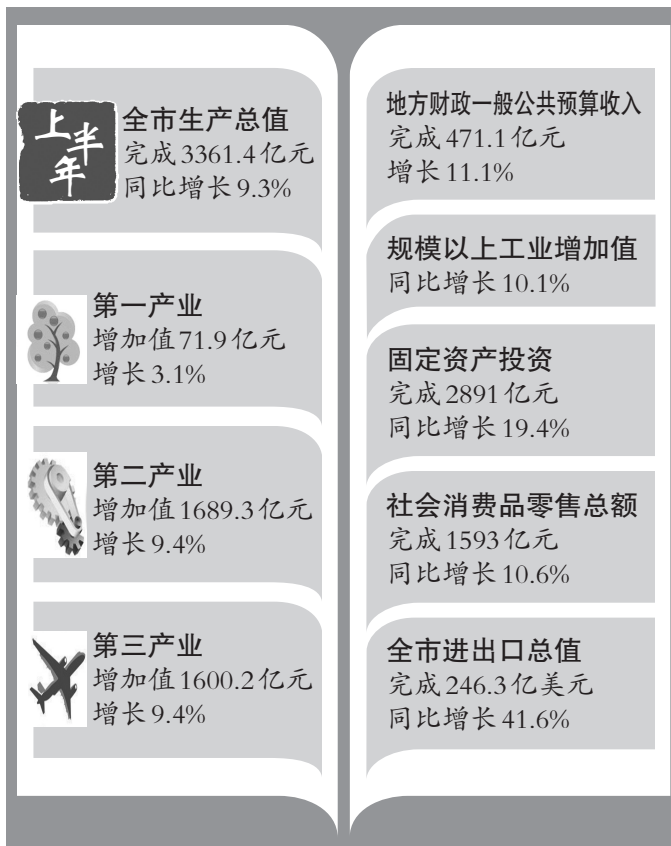 上半年
全市生产总值
完成3361.4亿元
同比增长9.3%
第一产业
增加值71.9亿元
增长3.1%
第二产业
增加值1689.3亿元
增长9.4%
第三产业
增加值1600.2亿元
增长9.4%
地方财政一般公共预算收入
完成471.1亿元
增长11.1%
规模以上工业增加值
同比增长10.1%
固定资产投资
完成2891亿元
同比增长19.4%
社会消费品零售总额
完成1593亿元
同比增长10.6%
全市进出口总值
完成246.3亿美元
同比增长41.6%